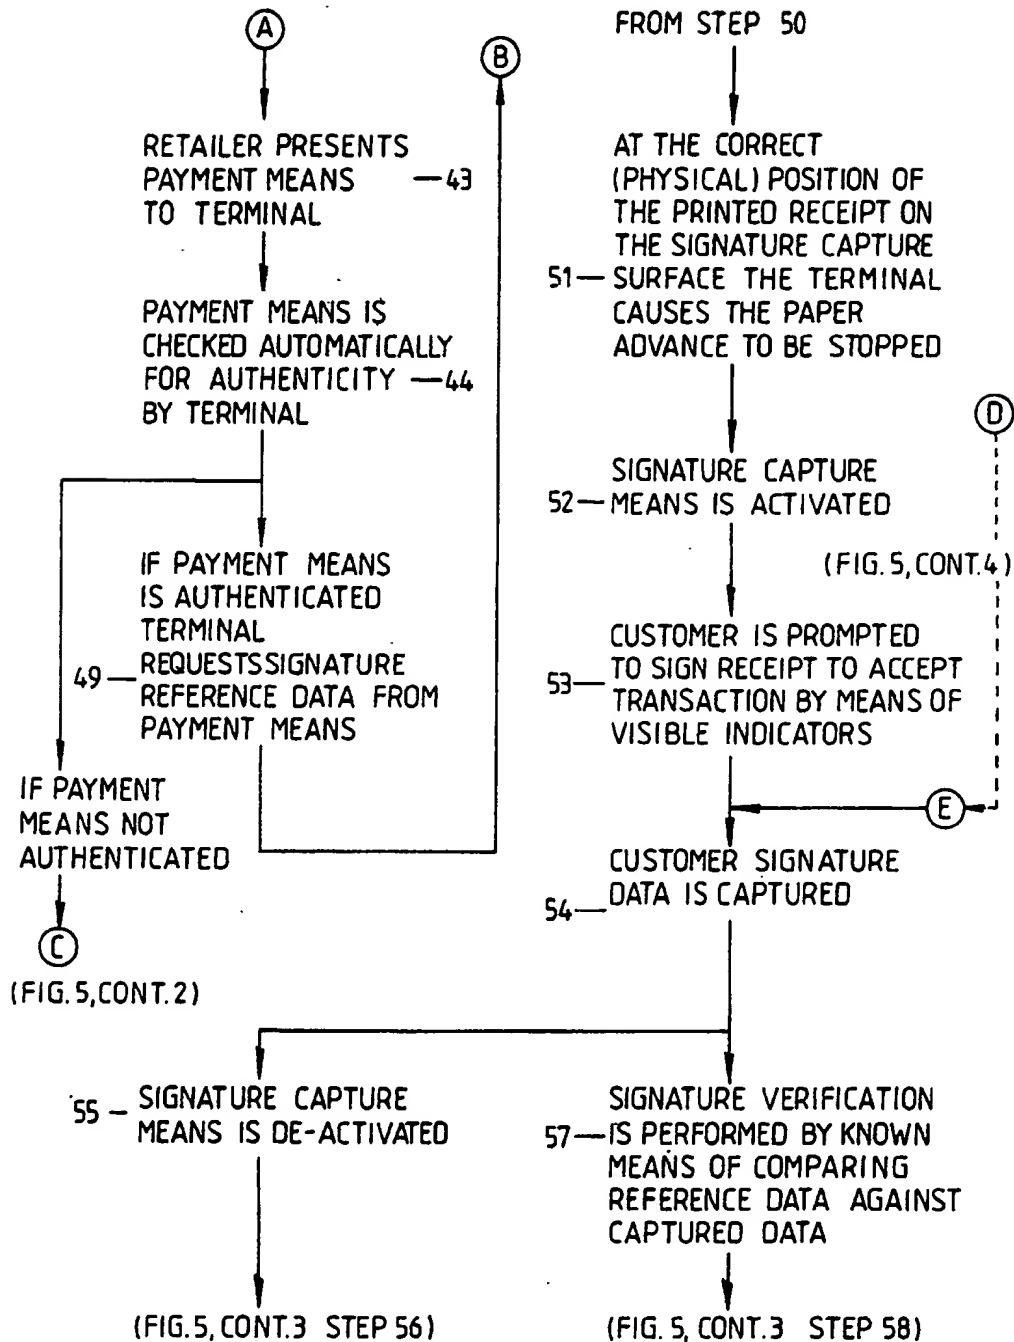 A
RETAILER PRESENTS
PAYMENT MEANS —43
TO TERMINAL
PAYMENT MEANS IS
CHECKED AUTOMATICALLY
FOR AUTHENTICITY —44
BY TERMINAL
IF PAYMENT MEANS
IS AUTHENTICATED
TERMINAL
REQUESTSSIGNATURE
49— REFERENCE DATA FROM
PAYMENT MEANS
IF PAYMENT
MEANS NOT
AUTHENTICATED
C
(FIG. 5,CONT. 2)
B
FROM STEP 50
AT THE CORRECT
(PHYSICAL) POSITION OF
THE PRINTED RECEIPT ON
THE SIGNATURE CAPTURE
51— SURFACE THE TERMINAL
CAUSES THE PAPER
ADVANCE TO BE STOPPED
D
SIGNATURE CAPTURE
52— MEANS IS ACTIVATED
(FIG. 5,CONT.4)
CUSTOMER IS PROMPTED
TO SIGN RECEIPT TO ACCEPT
53— TRANSACTION BY MEANS OF
VISIBLE INDICATORS
E
CUSTOMER SIGNATURE
DATA IS CAPTURED
54—
55— SIGNATURE CAPTURE
MEANS IS DE-ACTIVATED
(FIG.5, CONT.3 STEP 56)
SIGNATURE VERIFICATION
57— IS PERFORMED BY KNOWN
MEANS OF COMPARING
REFERENCE DATA AGAINST
CAPTURED DATA
(FIG. 5, CONT.3 STEP 58)